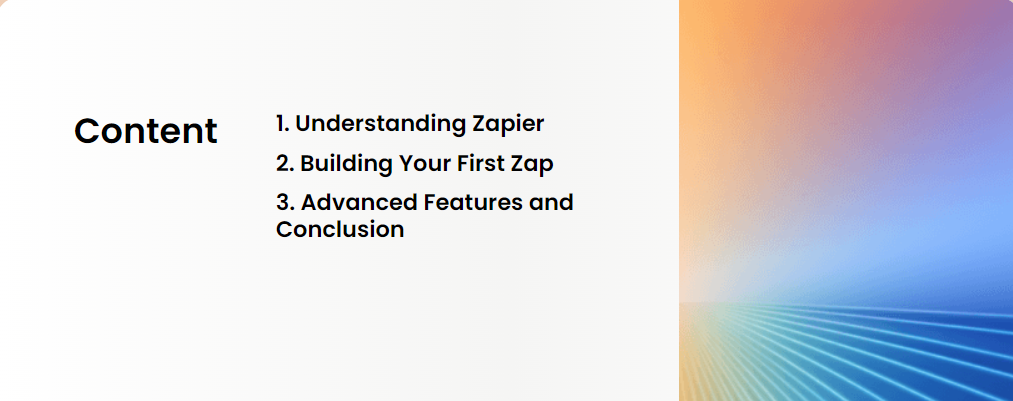 Content
1. Understanding Zapier
2. Building Your First Zap
3. Advanced Features and
Conclusion